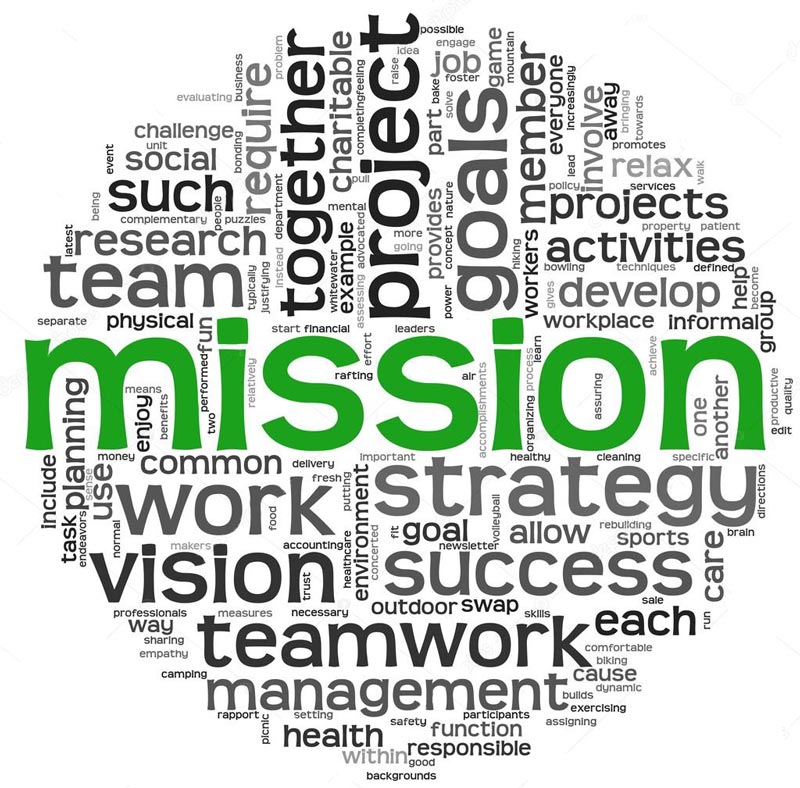 possible
engage
idea
problem
business
together
charitable
completing
feeling
raise
project
bake
job
foster
solve
game
mountain
goals
member
everyone
increasingly
evaluating
require
part
involve
away
bringing
towards
challenge
unit
bonding
promotes
event
social
lead
relax
walk
such
department
pull
policy
services
being
people
mental
provides
nature
projects
complementary
puzzles
property
patient
latest
research
instead
whitewater
example
advocated
assessing
more
going
concept
power
hiking
workers
activities
bowling
techniques
defined
team
typically
justifying
gives
develop
help
become
group
separate
physical
fun
start
financial
leaders
workplace
informal
mission
effort
relatively
rafting
air
accomplishments
learn
process
organizing
assuring
achieve
means
benefits
enjoy
performed
two
one
another
productive
quality
edit
planning
include
money
common
delivery
important
healthy
cleaning
specific
sense
use
fresh
putting
strategy
directions
task
endeavors
normal
work
food
environment
volleyball
fit
goal
allow
rebuilding
sports
brain
makers
accounting
healthcare
concerted
newsletter
vision
trust
success
care
professionals
measures
necessary
outdoor
swap
skills
sale
run
way
each
sharing
teamwork
empathy
comfortable
biking
camping
cause
dynamic
management
builds
exercising
rapport
setting
participants
assigning
picnic
safety
function
health
responsible
within
good
backgrounds